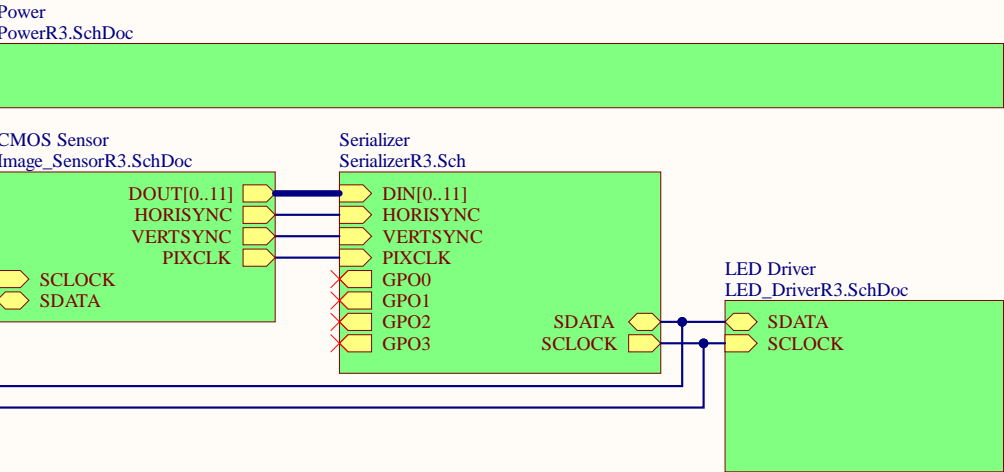 Power
PowerR3.SchDoc
CMOS Sensor
Image_SensorR3.SchDoc
DOUT[0..11]
HORISYNC
VERTSYNC
PIXCLK
SCLOCK
SDATA
Serializer
SerializerR3.Sch
DIN[0..11]
HORISYNC
VERTSYNC
PIXCLK
GPO0
GPO1
GPO2
GPO3
SDATA
SCLOCK
LED Driver
LED_DriverR3.SchDoc
SDATA
SCLOCK